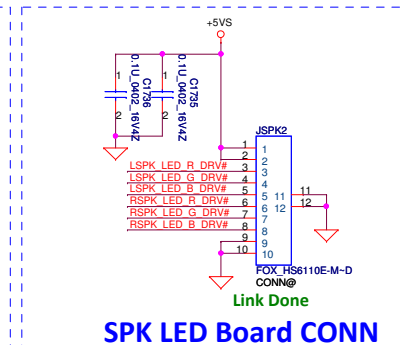 +5VS
1
2
C1736
0.1U_0402_16V4Z
1
2
C1735
0.1U_0402_16V4Z
JSPK2
1 1
2 2
LSPK_LED_R_DRV# 3 3
LSPK_LED_G_DRV# 4 4
LSPK_LED_B_DRV# 5 5 11 11
RSPK_LED_R_DRV# 6 6 12 12
RSPK_LED_G_DRV# 7 7
RSPK_LED_B_DRV# 8 8
9 9
10 10
FOX_HS6110E-M~D
CONN@
Link Done
SPK LED Board CONN